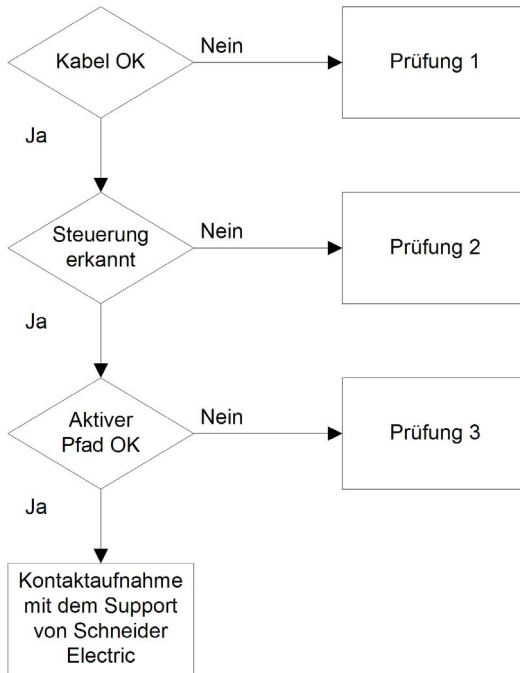 Kabel OK
Nein
Prüfung 1
Ja
Steuerung
erkannt
Nein
Prüfung 2
Ja
Aktiver
Pfad OK
Nein
Prüfung 3
Ja
Kontaktaufnahme
mit dem Support
von Schneider
Electric